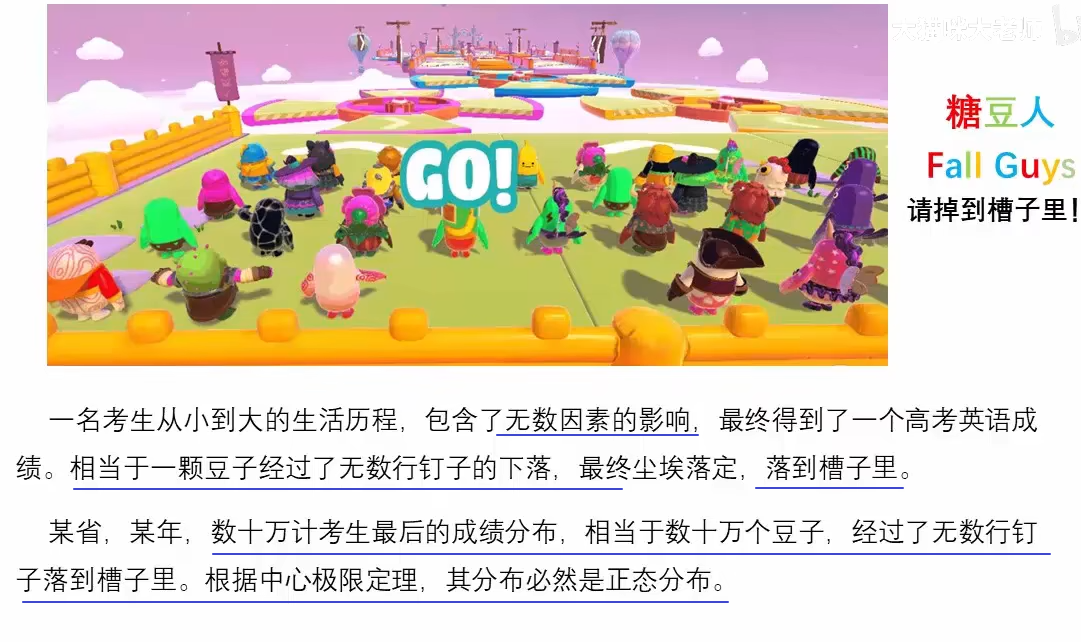 大猫咪大老师
糖豆人
Fall Guys
请掉到槽子里!
GO!
一名考生从小到大的生活历程，包含了无数因素的影响，最终得到了一个高考英语成
绩。相当于一颗豆子经过了无数行钉子的下落，最终尘埃落定，落到槽子里。
某省，某年，数十万计考生最后的成绩分布，相当于数十万个豆子，经过了无数行钉
子落到槽子里。根据中心极限定理，其分布必然是正态分布。